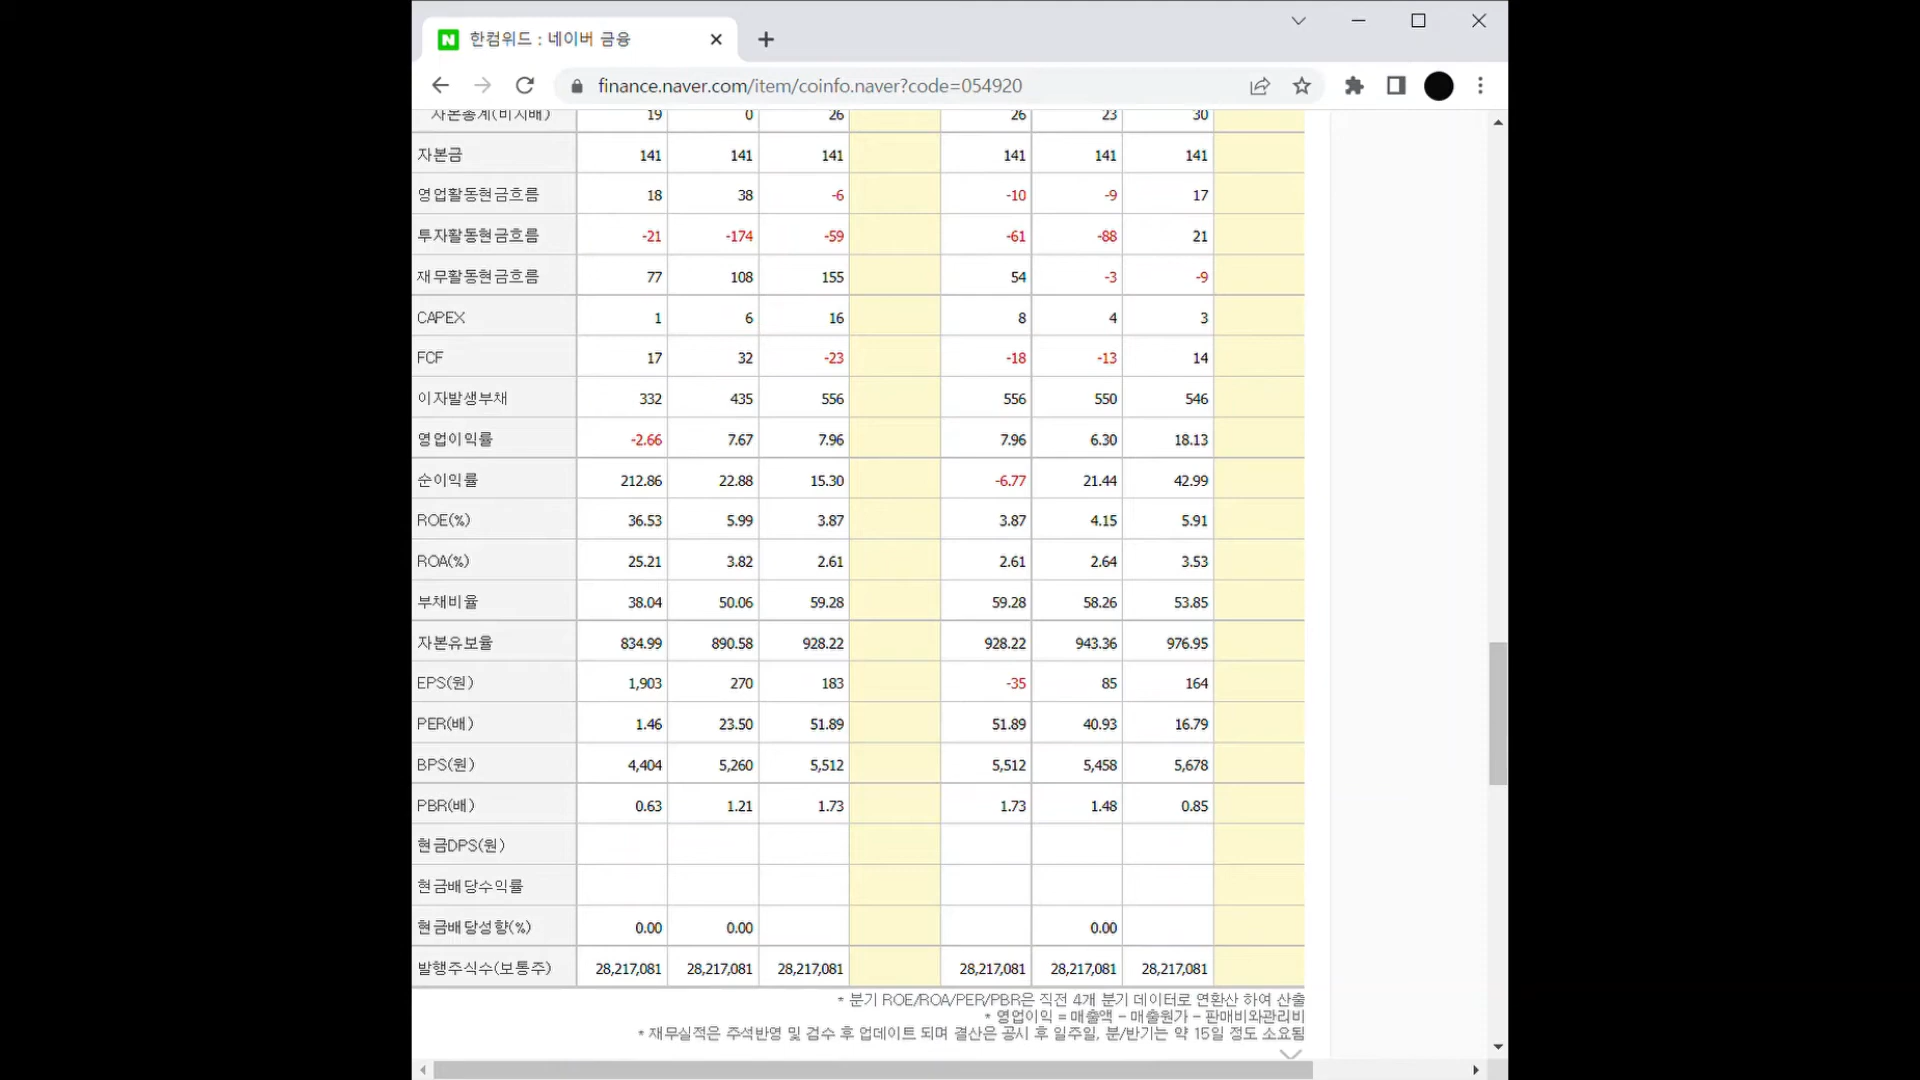 한컴위드 : 네이버 금융
finance.naver.com/item/coinfo.naver?code=054920
자본총계(비지배) 19 0 26 26 23 30
자본금 141 141 141 141 141 141
영업활동현금흐름 18 38 -6 -10 -9 17
투자활동현금흐름 -21 -174 -59 -61 -88 21
재무활동현금흐름 77 108 155 54 -3 -9
CAPEX 1 6 16 8 4 3
FCF 17 32 -23 -18 -13 14
이자발생부채 332 435 556 556 550 546
영업이익률 -2.66 7.67 7.96 7.96 6.30 18.13
순이익률 212.86 22.88 15.30 -6.77 21.44 42.99
ROE(%) 36.53 5.99 3.87 3.87 4.15 5.91
ROA(%) 25.21 3.82 2.61 2.61 2.64 3.53
부채비율 38.04 50.06 59.28 59.28 58.26 53.85
자본유보율 834.99 890.58 928.22 928.22 943.36 976.95
EPS(원) 1,903 270 183 -35 85 164
PER(배) 1.46 23.50 51.89 51.89 40.93 16.79
BPS(원) 4,404 5,260 5,512 5,512 5,458 5,678
PBR(배) 0.63 1.21 1.73 1.73 1.48 0.85
현금DPS(원)
현금배당수익률
현금배당성향(%) 0.00 0.00 0.00
발행주식수(보통주) 28,217,081 28,217,081 28,217,081 28,217,081 28,217,081 28,217,081
* 분기 ROE/ROA/PER/PBR은 직전 4개 분기 데이터로 연환산 하여 산출
* 영업이익 = 매출액 - 매출원가 - 판매비와관리비
* 재무실적은 주석반영 및 검수 후 업데이트 되며 결산은 공시 후 일주일, 분/반기는 약 15일 정도 소요됨